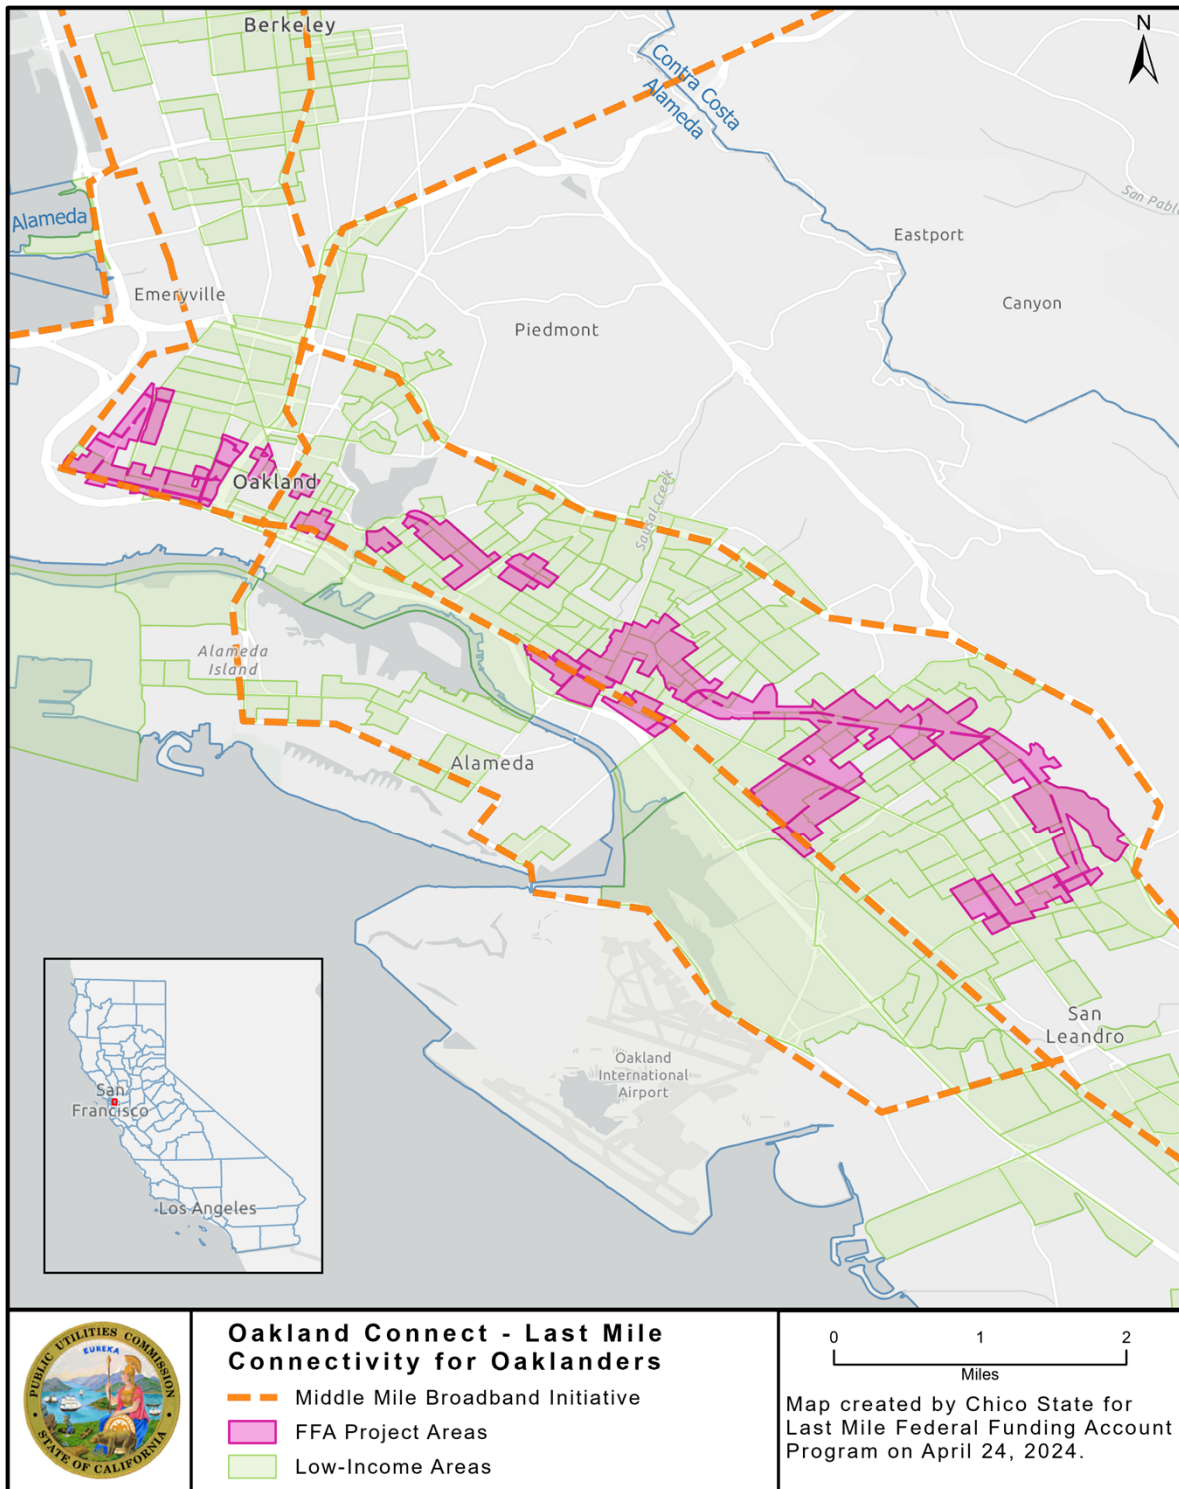 Berkeley
N
Contra Costa
Alameda
San Pabl
Alameda
Eastport
Emeryville
Canyon
Piedmont
Oakland
Sausal Creek
Alameda
Island
Alameda
San
Leandro
Oakland
International
Airport
San
Francisco
Los Angeles
PUBLIC UTILITIES COMMISSION
EUREKA
STATE OF CALIFORNIA
Oakland Connect - Last Mile
Connectivity for Oaklanders
Middle Mile Broadband Initiative
FFA Project Areas
Low-Income Areas
0 1 2
Miles
Map created by Chico State for
Last Mile Federal Funding Account
Program on April 24, 2024.